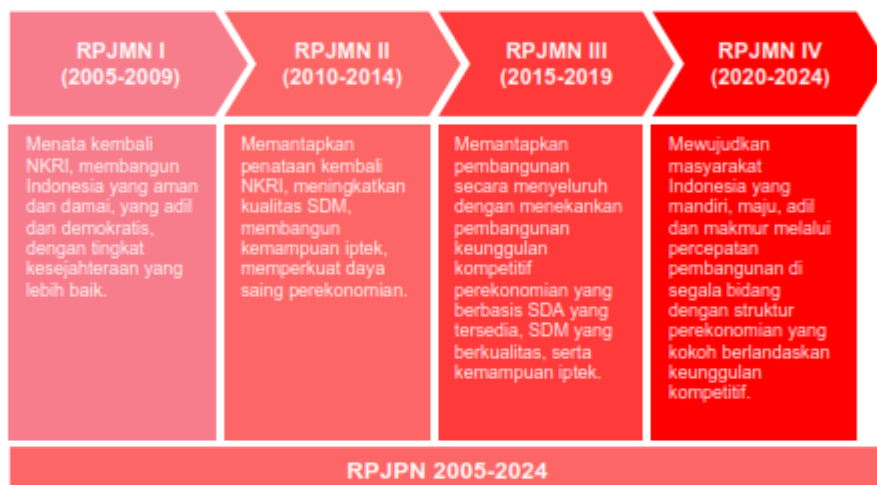 RPJMN I
(2005-2009)
RPJMN II
(2010-2014)
RPJMN III
(2015-2019
RPJMN IV
(2020-2024)
Menata kembali
NKRI, membangun
Indonesia yang aman
dan damai, yang adil
dan demokratis,
dengan tingkat
kesejahteraan yang
lebih baik.
Memantapkan
penataan kembali
NKRI, meningkatkan
kualitas SDM,
membangun
kemampuan iptek,
memperkuat daya
saing perekonomian.
Memantapkan
pembangunan
secara menyeluruh
dengan menekankan
pembangunan
keunggulan
kompetitif
perekonomian yang
berbasis SDA yang
tersedia, SDM yang
berkualitas, serta
kemampuan iptek.
Mewujudkan
masyarakat
Indonesia yang
mandiri, maju, adil
dan makmur melalui
percepatan
pembangunan di
segala bidang
dengan struktur
perekonomian yang
kokoh berlandaskan
keunggulan
kompetitif.
RPJPN 2005-2024